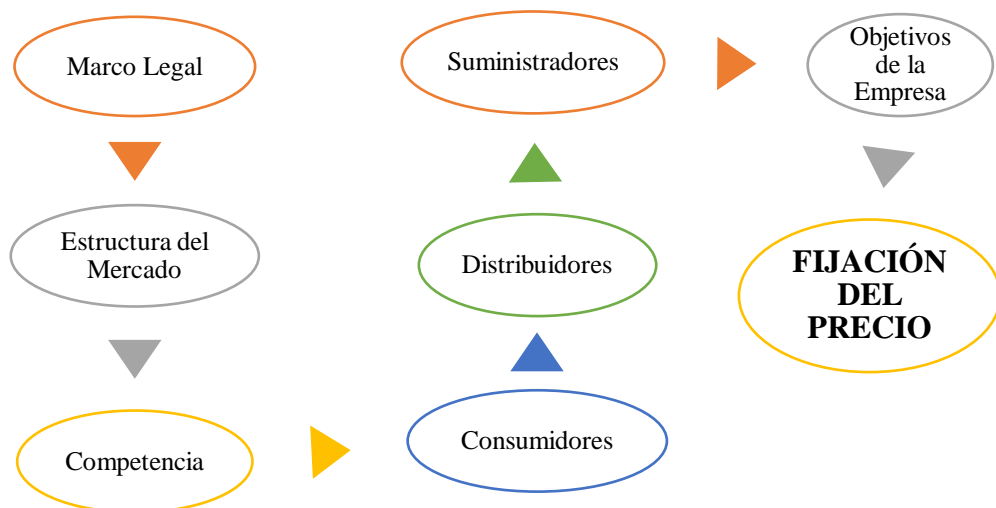 Marco Legal
Estructura del
Mercado
Competencia
Consumidores
Distribuidores
Suministradores
Objetivos
de la
Empresa
FIJACIÓN
DEL
PRECIO